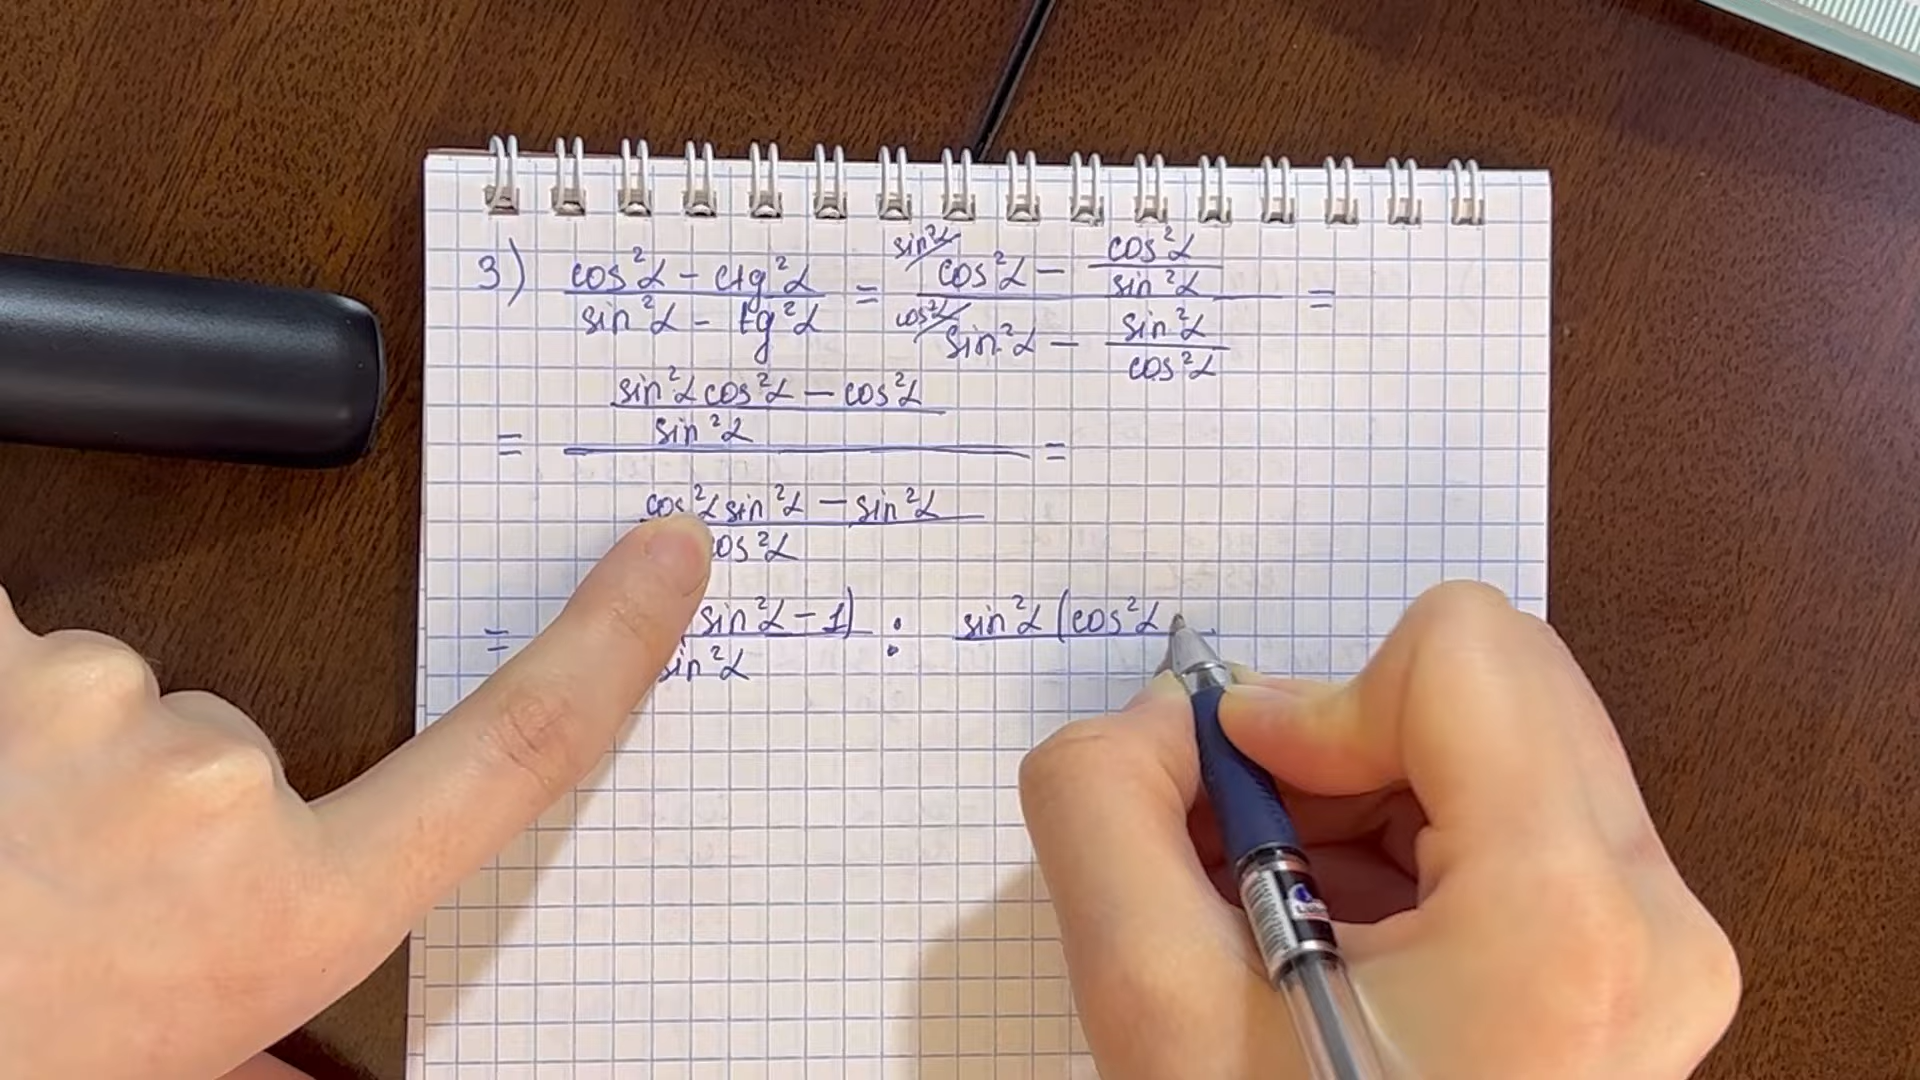 3) cos²α – ctg²α / sin²α – tg²α = sin²α cos²α – cos²α/sin²α / cos²α sin²α – sin²α/cos²α =
= sin²α cos²α – cos²α / sin²α / cos²α sin²α – sin²α / cos²α =
= sin²α – 1) / sin²α : sin²α (cos²α